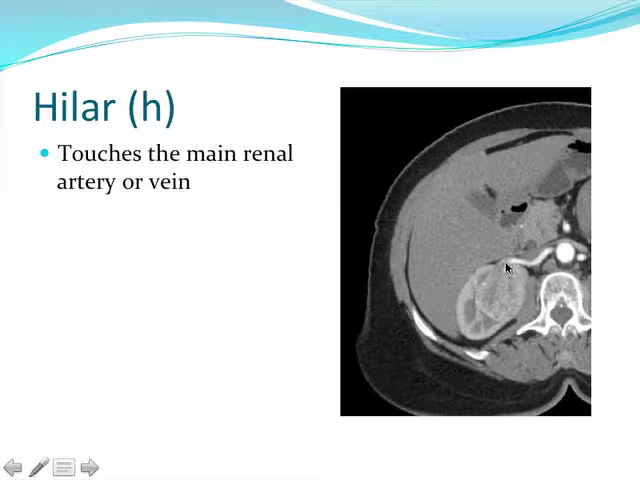 Hilar (h)
Touches the main renal
artery or vein